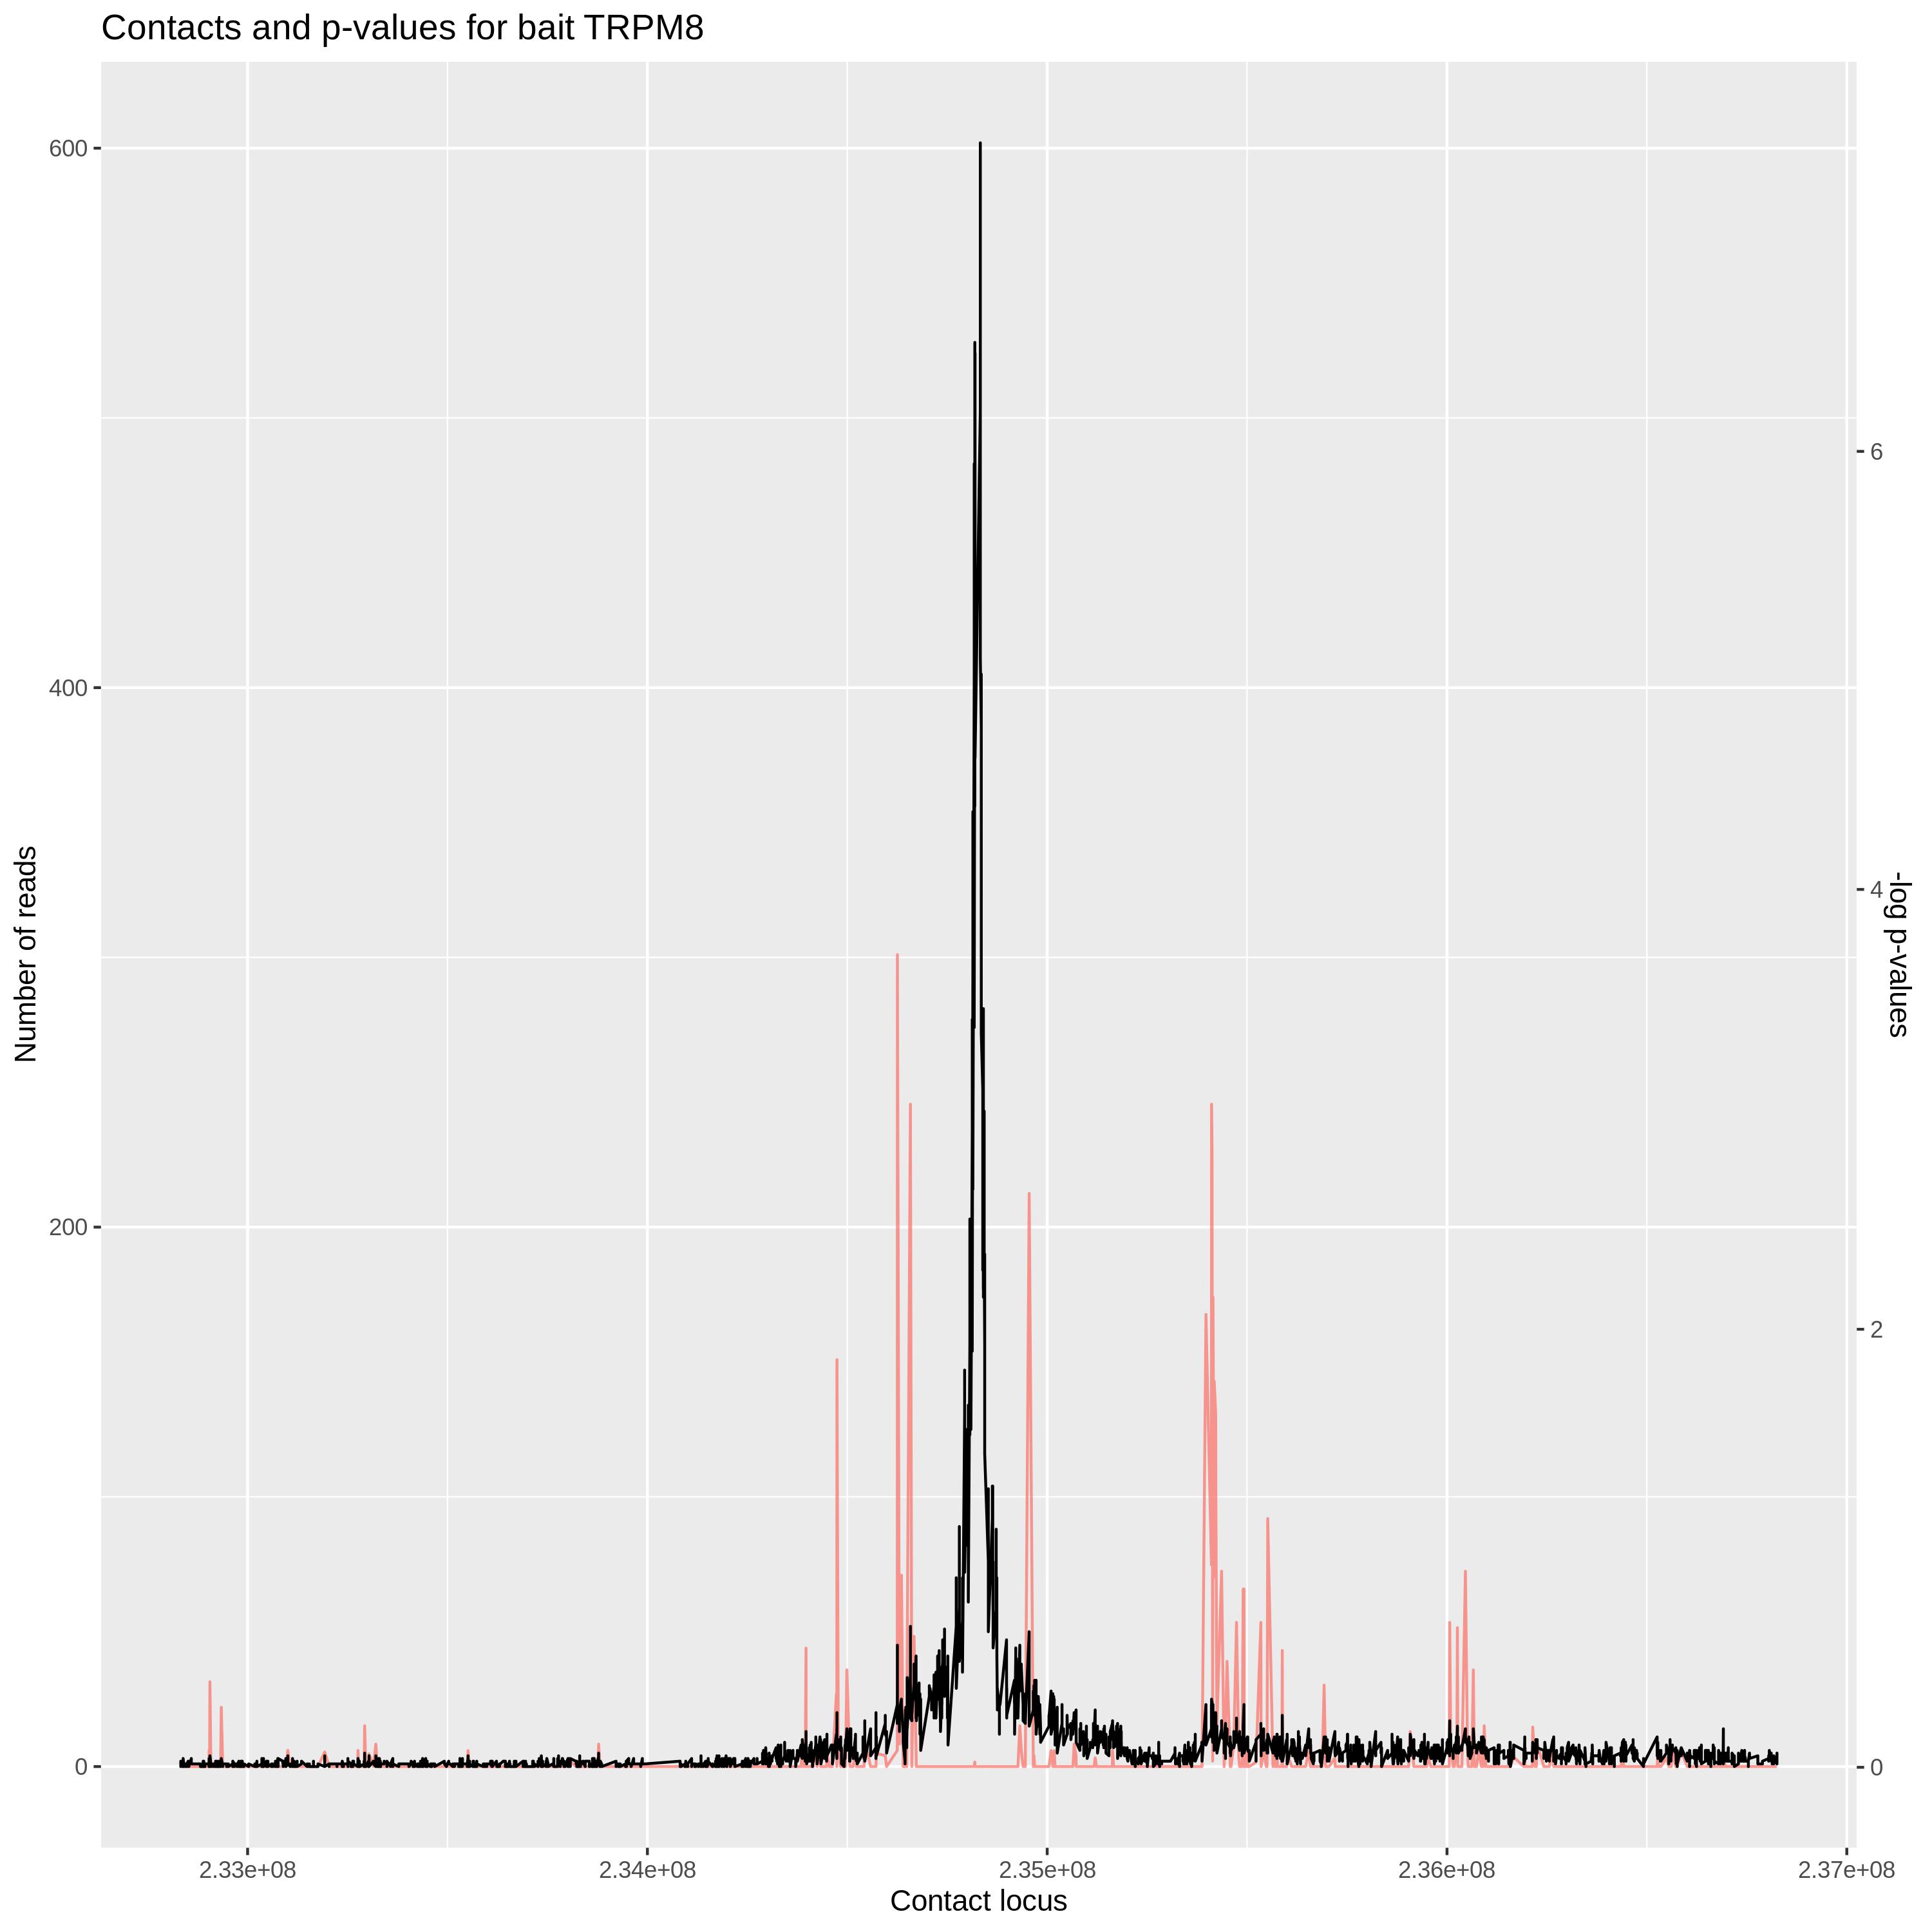 Contacts and p-values for bait TRPM8
600
400
200
0
Number of reads
6
4
2
0
-log p-values
2.33e+08 2.34e+08 2.35e+08 2.36e+08 2.37e+08
Contact locus